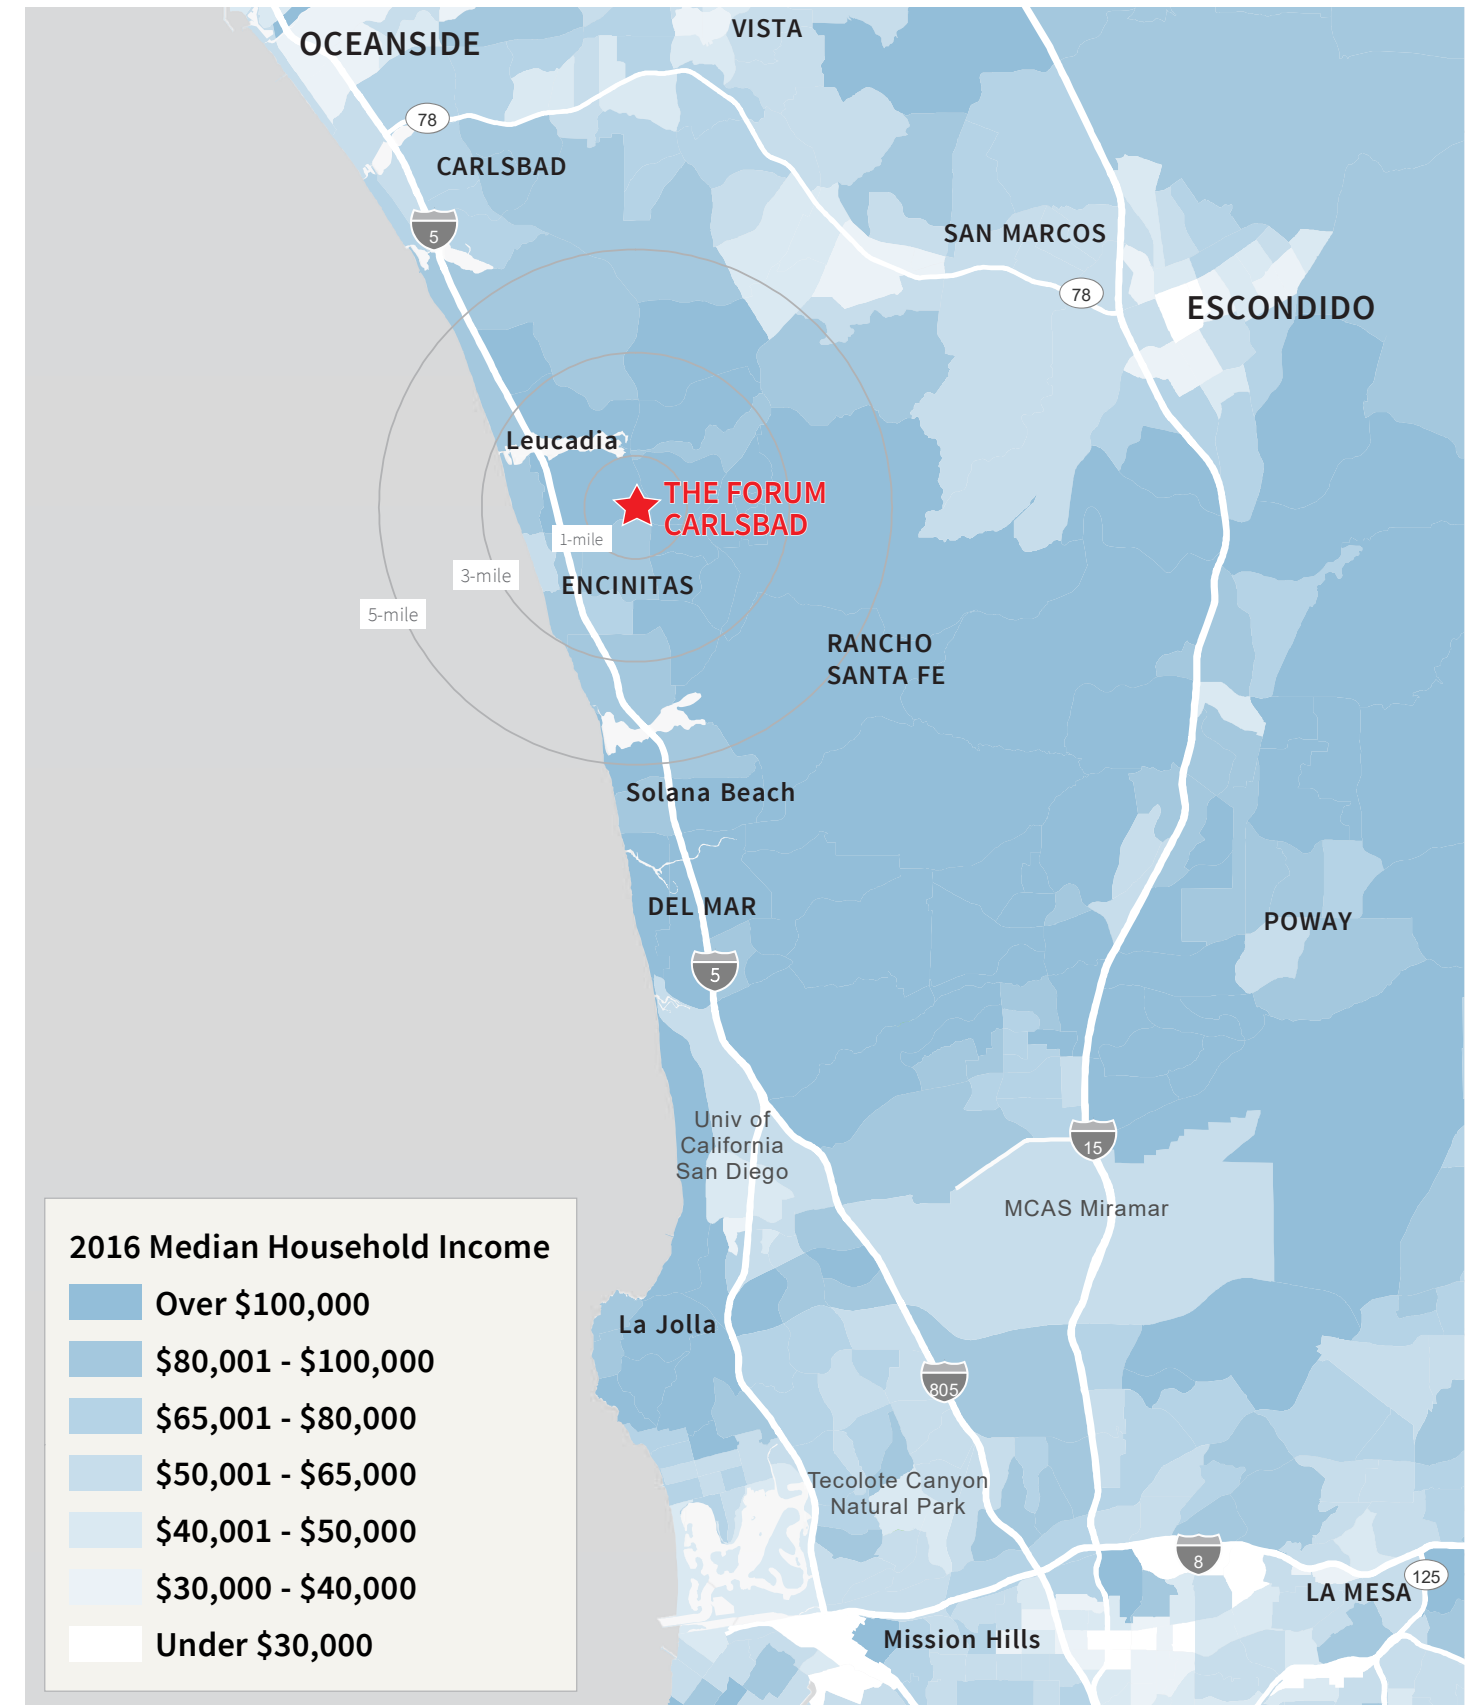 OCEANSIDE
VISTA
78
CARLSBAD
5
SAN MARCOS
78
ESCONDIDO
Leucadia
THE FORUM
CARLSBAD
1-mile
3-mile
ENCINITAS
5-mile
RANCHO
SANTA FE
Solana Beach
DEL MAR
POWAY
5
Univ of
California
San Diego
15
MCAS Miramar
La Jolla
805
Tecolote Canyon
Natural Park
8
125
LA MESA
Mission Hills
2016 Median Household Income
Over $100,000
$80,001 - $100,000
$65,001 - $80,000
$50,001 - $65,000
$40,001 - $50,000
$30,000 - $40,000
Under $30,000